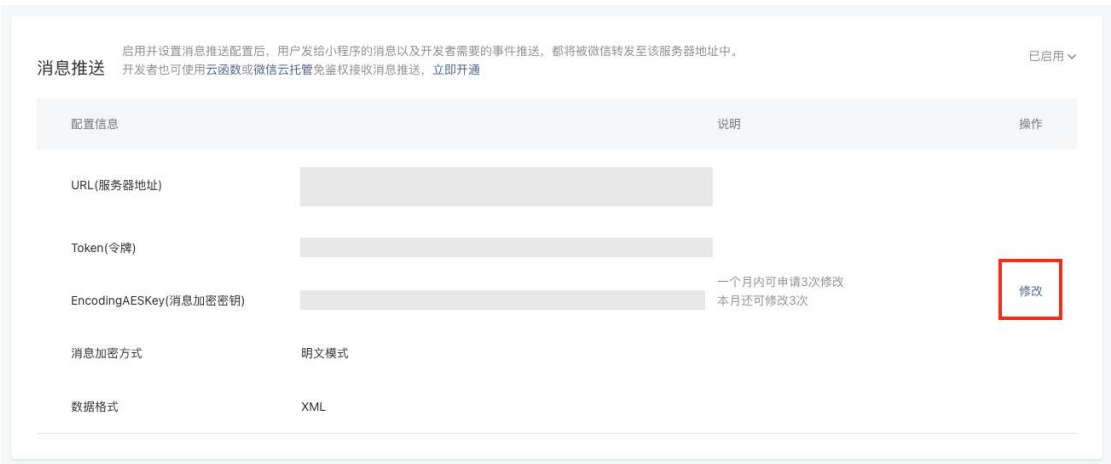 消息推送
启用并设置消息推送配置后，用户发给小程序的消息以及开发者需要的事件推送，都将被微信转发至该服务器地址中。
开发者也可使用云函数或微信云托管免鉴权接收消息推送，立即开通
已启用
配置信息 说明 操作
URL(服务器地址)
Token(令牌)
EncodingAESKey(消息加密密钥)
一个月内可申请3次修改
本月还可修改3次
修改
消息加密方式 明文模式
数据格式 XML